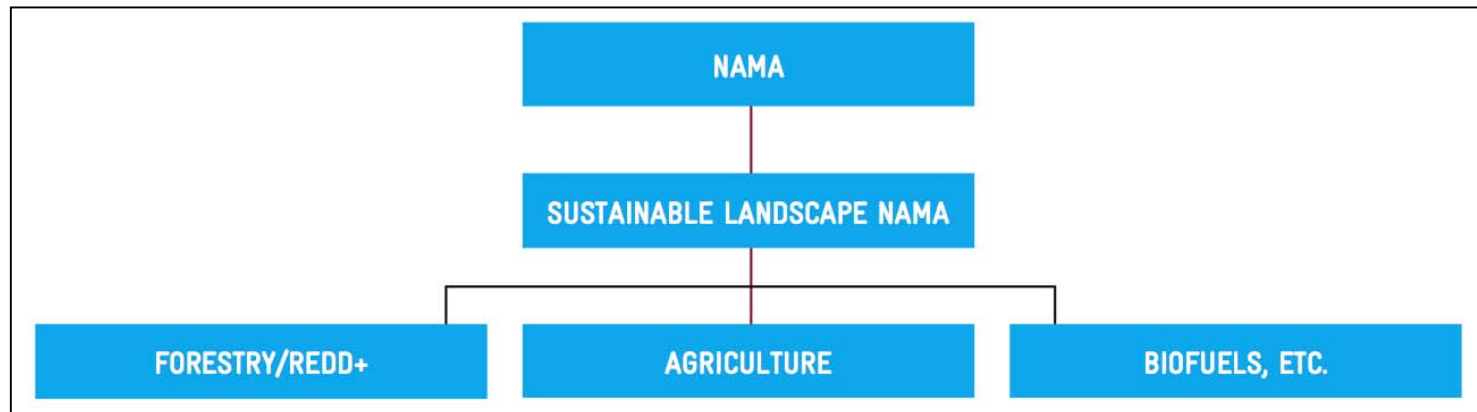 NAMA
SUSTAINABLE LANDSCAPE NAMA
FORESTRY/REDD+
AGRICULTURE
BIOFUELS, ETC.